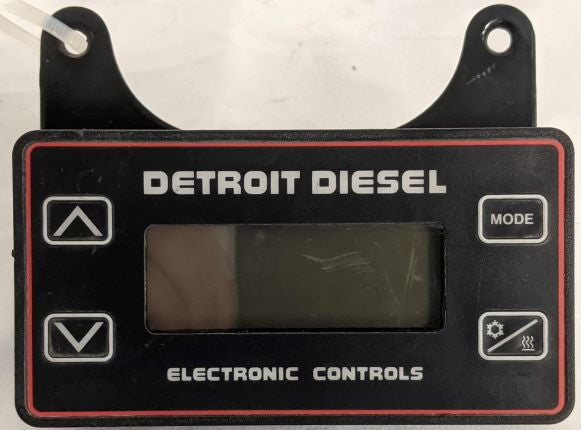 DETROIT DIESEL
MODE
ELECTRONIC CONTROLS